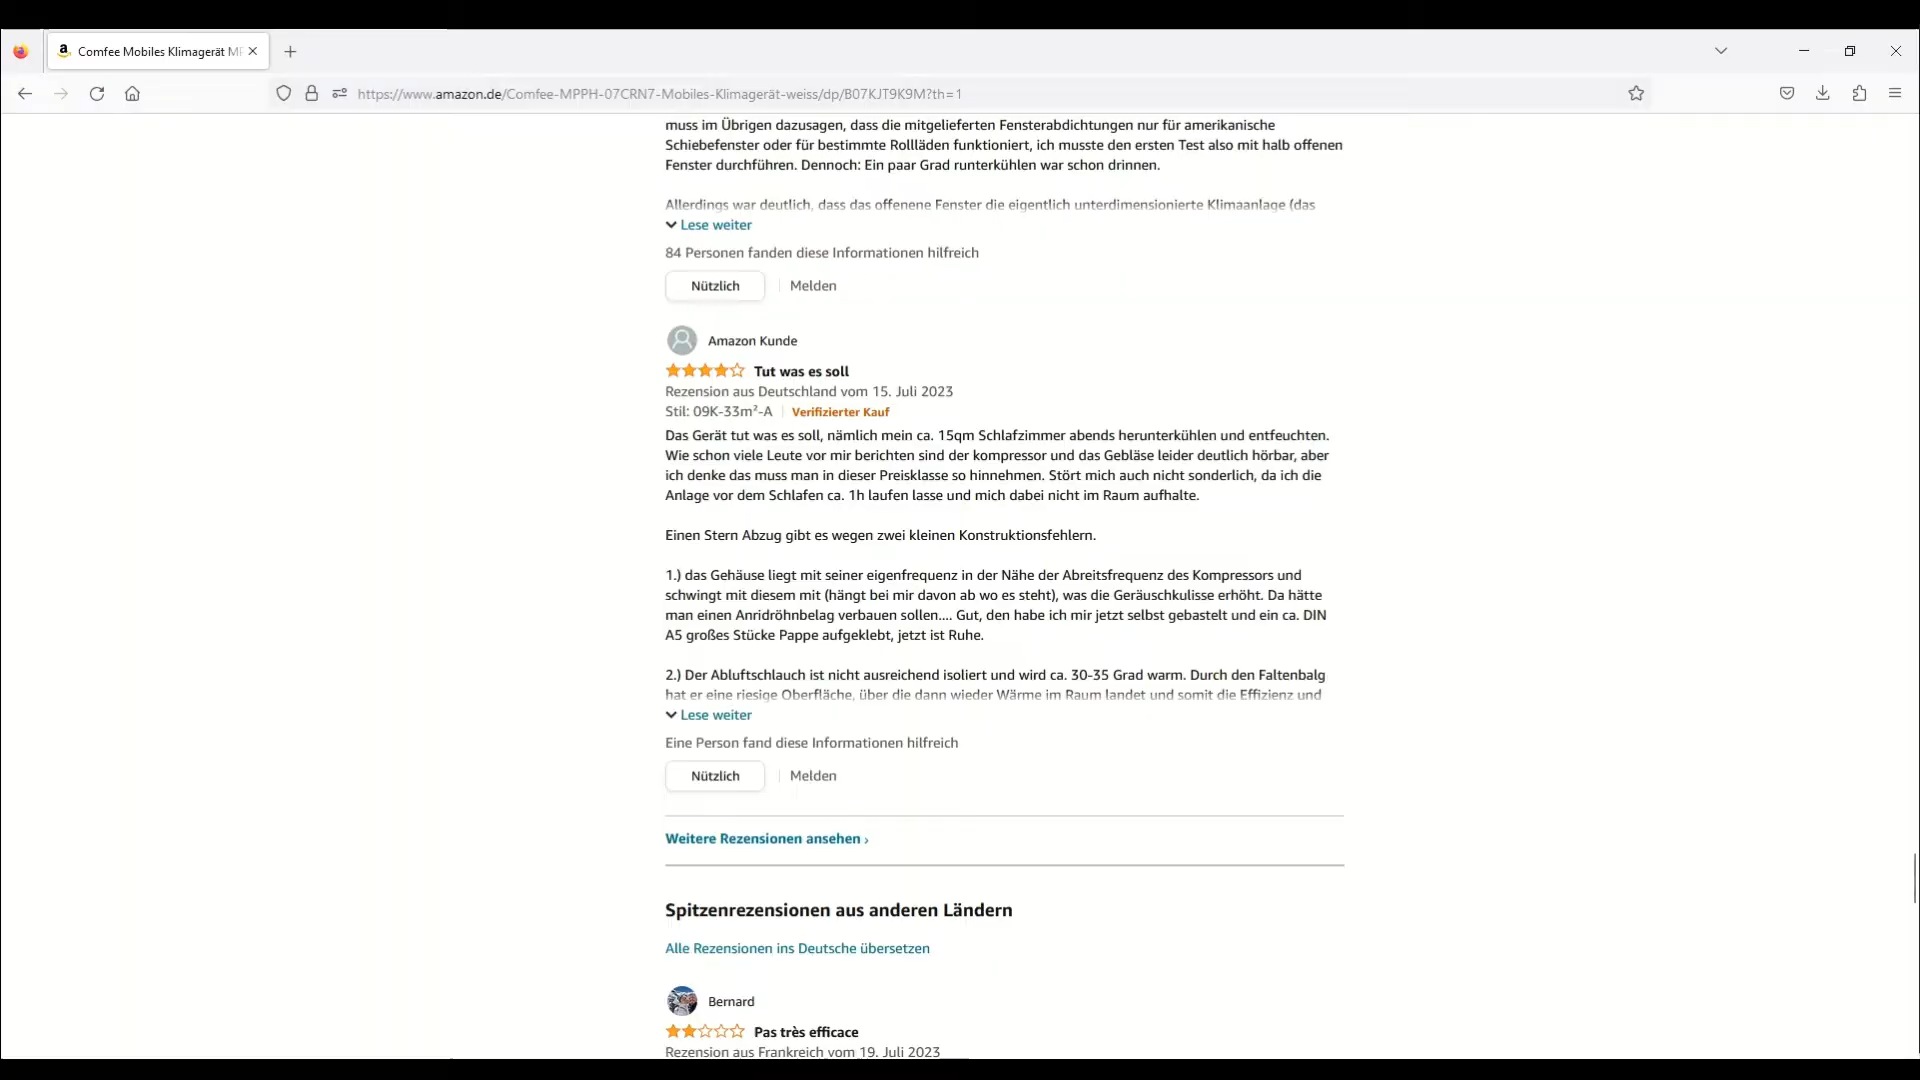 Comfee Mobiles Klimagerät MP
https://www.amazon.de/Comfee-MPPH-07CRN7-Mobiles-Klimagerät-weiss/dp/B07KJT9K9M?th=1
muss im Übrigen dazusagen, dass die mitgelieferten Fensterabdichtungen nur für amerikanische
Schiebefenster oder für bestimmte Rollläden funktioniert, ich musste den ersten Test also mit halb offenen
Fenster durchführen. Dennoch: Ein paar Grad runterkühlen war schon drinnen.
Allerdings war deutlich, dass das offenene Fenster die eigentlich unterdimensionierte Klimaanlage (das
Lese weiter
84 Personen fanden diese Informationen hilfreich
Nützlich
Melden
Amazon Kunde
Tut was es soll
Rezension aus Deutschland vom 15. Juli 2023
Stil: 09K-33m²-A
Verifizierter Kauf
Das Gerät tut was es soll, nämlich mein ca. 15qm Schlafzimmer abends herunterkühlen und entfeuchten.
Wie schon viele Leute vor mir berichten sind der kompressor und das Gebläse leider deutlich hörbar, aber
ich denke das muss man in dieser Preisklasse so hinnehmen. Stört mich auch nicht sonderlich, da ich die
Anlage vor dem Schlafen ca. 1h laufen lasse und mich dabei nicht im Raum aufhalte.
Einen Stern Abzug gibt es wegen zwei kleinen Konstruktionsfehlern.
1.) das Gehäuse liegt mit seiner eigenfrequenz in der Nähe der Abreitsfrequenz des Kompressors und
schwingt mit diesem mit (hängt bei mir davon ab wo es steht), was die Geräuschkulisse erhöht. Da hätte
man einen Anridröhnbelag verbauen sollen.... Gut, den habe ich mir jetzt selbst gebastelt und ein ca. DIN
A5 großes Stücke Pappe aufgeklebt, jetzt ist Ruhe.
2.) Der Abluftschlauch ist nicht ausreichend isoliert und wird ca. 30-35 Grad warm. Durch den Faltenbalg
hat er eine riesige Oberfläche, über die dann wieder Wärme im Raum landet und somit die Effizienz und
Lese weiter
Eine Person fand diese Informationen hilfreich
Nützlich
Melden
Weitere Rezensionen ansehen ›
Spitzenrezensionen aus anderen Ländern
Alle Rezensionen ins Deutsche übersetzen
Bernard
Pas très efficace
Rezension aus Frankreich vom 19. Juli 2023